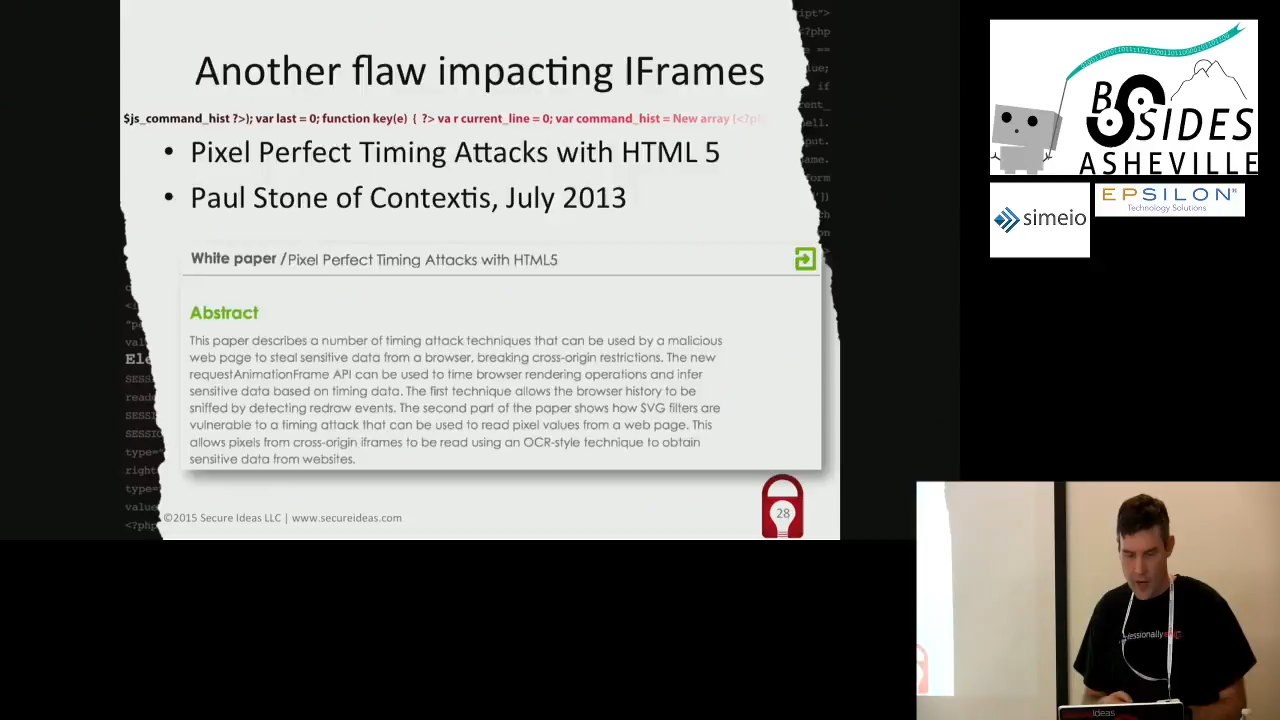 Another flaw impacting IFrames
$js_command_hist ?>); var last = 0; function key(e) { ?> va r current_line = 0; var command_hist = New array (<?ph
• Pixel Perfect Timing Attacks with HTML 5
• Paul Stone of Contextis, July 2013
White paper / Pixel Perfect Timing Attacks with HTML5
Abstract
This paper describes a number of timing attack techniques that can be used by a malicious
web page to steal sensitive data from a browser, breaking cross-origin restrictions. The new
requestAnimationFrame API can be used to time browser rendering operations and infer
sensitive data based on timing data. The first technique allows the browser history to be
sniffed by detecting redraw events. The second part of the paper shows how SVG filters are
vulnerable to a timing attack that can be used to read pixel values from a web page. This
allows pixels from cross-origin iframes to be read using an OCR-style technique to obtain
sensitive data from websites.
©2015 Secure Ideas LLC | www.secureideas.com
28
BSIDES
ASHEVILLE
simeio
EPSILON®
Technology Solutions
essionally
Ideas